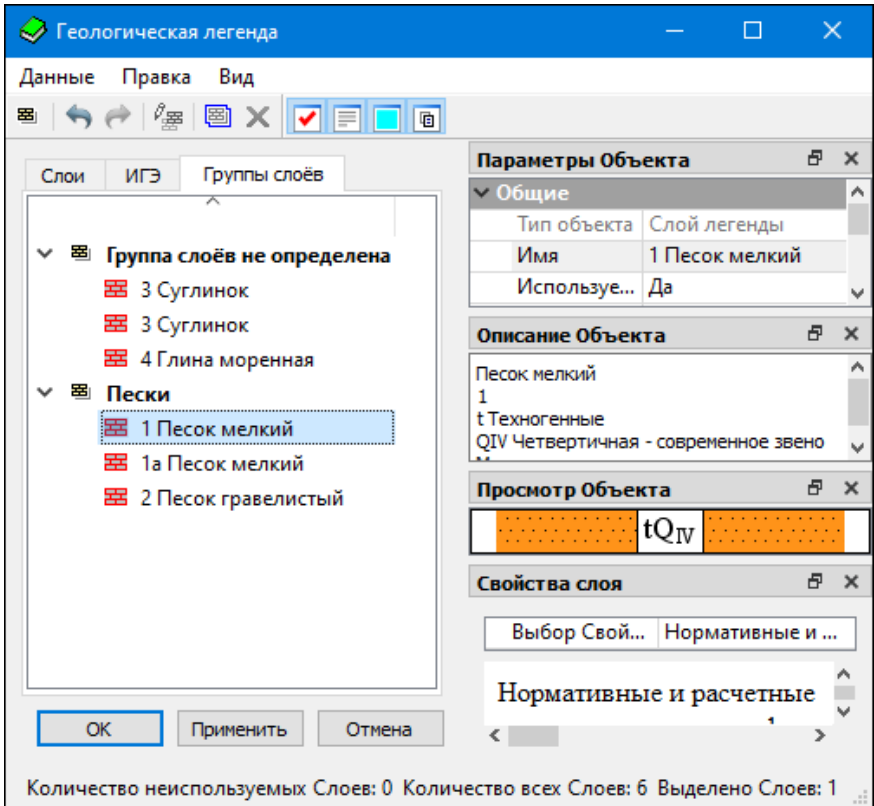 Геологическая легенда
Данные Правка Вид
Слои ИГЭ Группы слоёв
Группа слоёв не определена
3 Суглинок
3 Суглинок
4 Глина моренная
Пески
1 Песок мелкий
1а Песок мелкий
2 Песок гравелистый
ОК Применить Отмена
Параметры Объекта
Общие
Тип объекта Слой легенды
Имя 1 Песок мелкий
Используе... Да
Описание Объекта
Песок мелкий
1
t Техногенные
QIV Четвертичная - современное звено
Просмотр Объекта
tQIV
Свойства слоя
Выбор Свой... Нормативные и ...
Нормативные и расчетные
Количество неиспользуемых Слоев: 0 Количество всех Слоев: 6 Выделено Слоев: 1